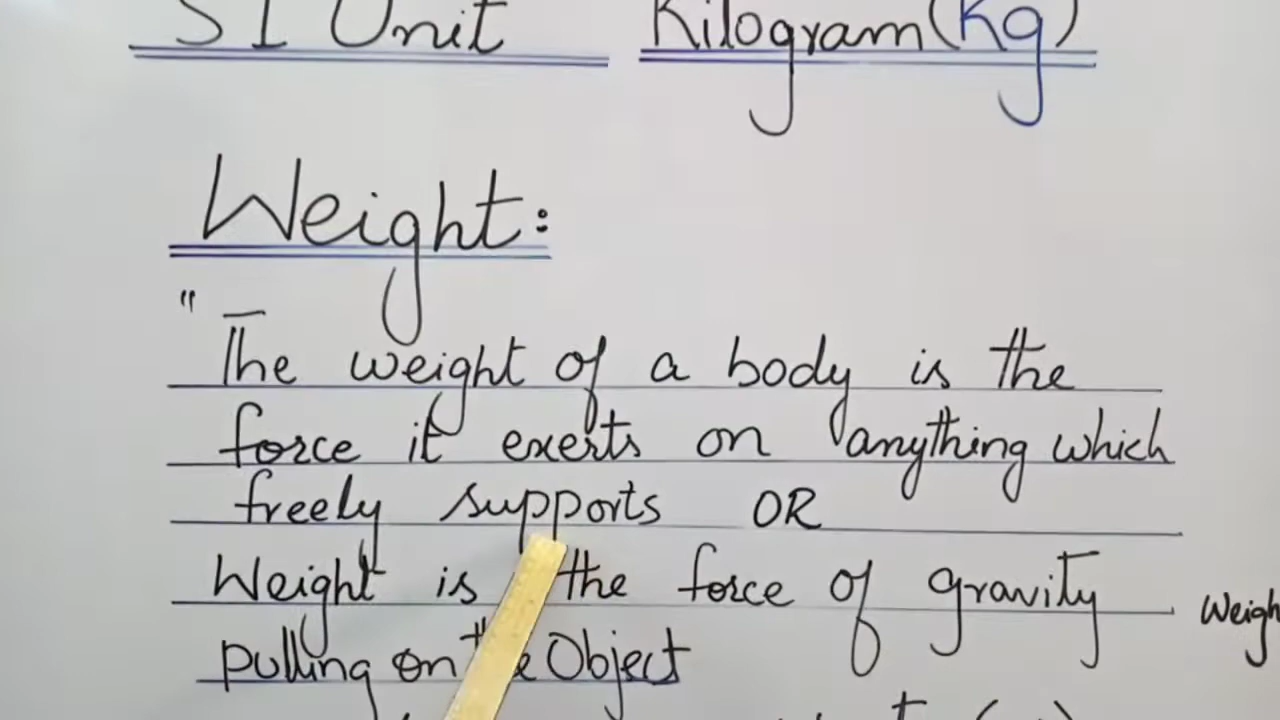 SI Unit Kilogram(Kg)
Weight:
" The weight of a body is the
force it exerts on anything which
freely supports OR
Weight is the force of gravity
pulling on the Object